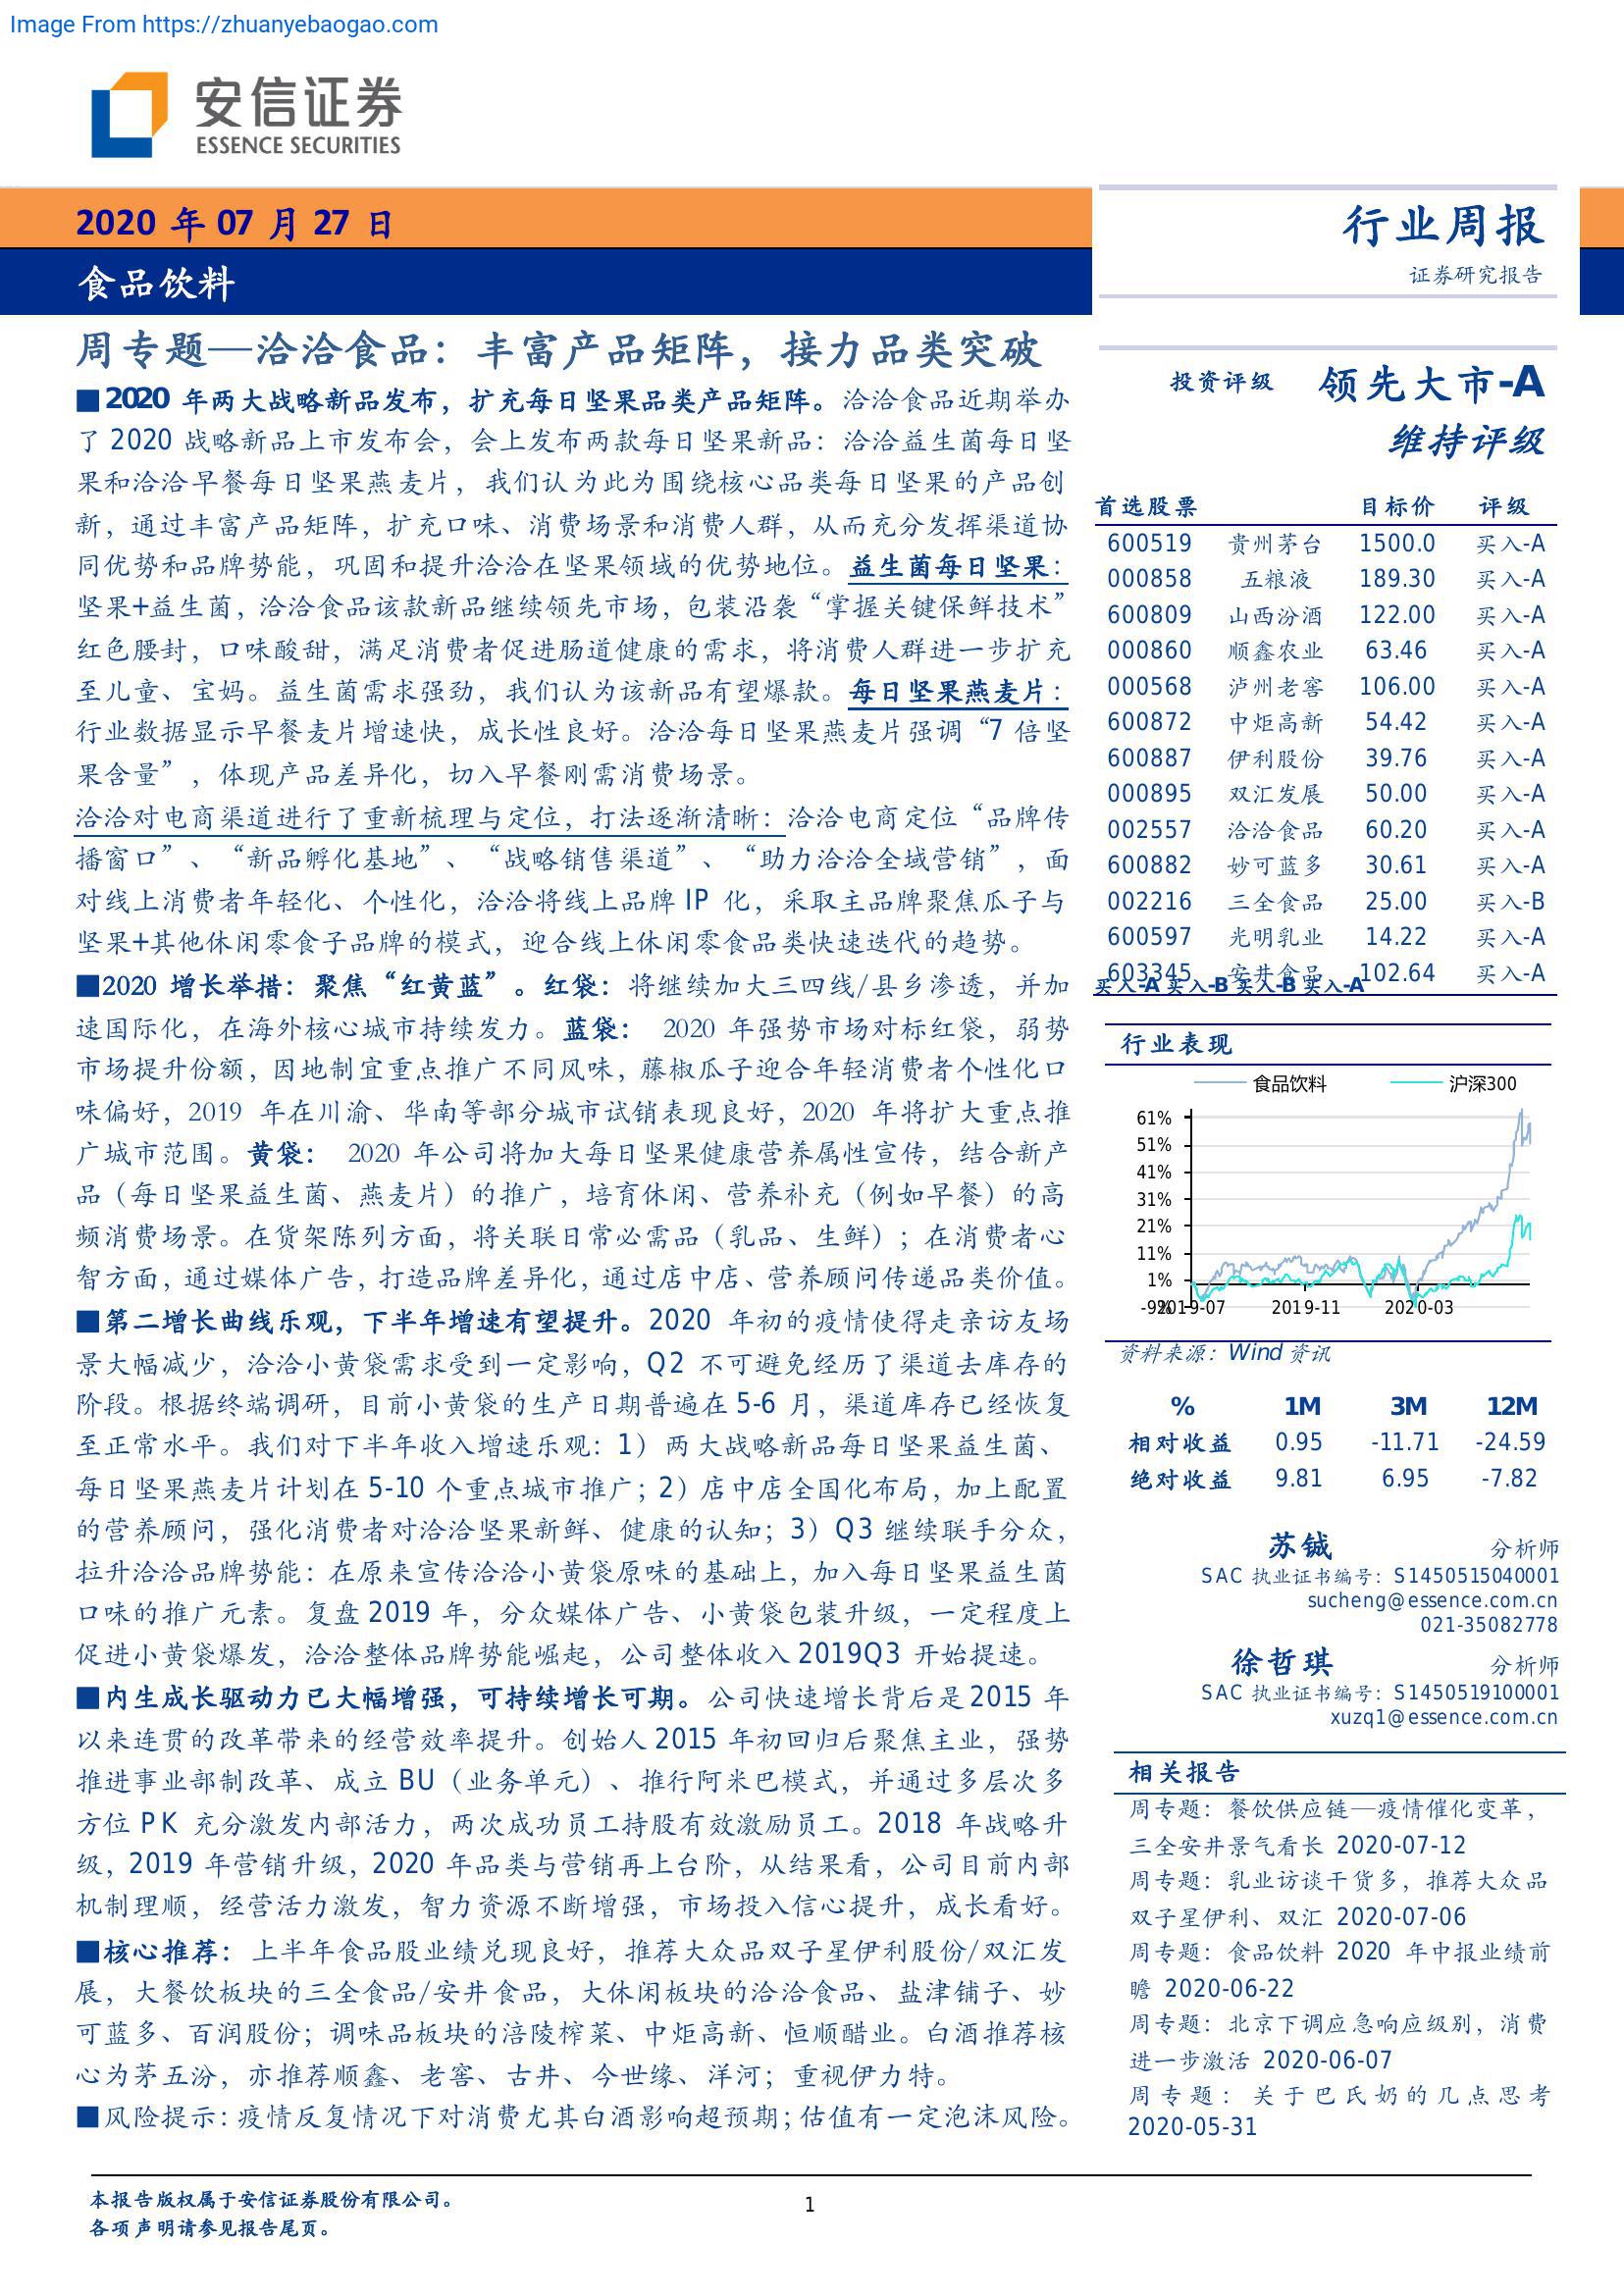 Image From https://zhuanyebaogao.com
安信证券
ESSENCE SECURITIES
2020 年 07 月 27 日
食品饮料
行业周报
证券研究报告
周专题—洽洽食品：丰富产品矩阵，接力品类突破
■2020 年两大战略新品发布，扩充每日坚果品类产品矩阵。洽洽食品近期举办
了 2020 战略新品上市发布会，会上发布两款每日坚果新品：洽洽益生菌每日坚
果和洽洽早餐每日坚果燕麦片，我们认为此为围绕核心品类每日坚果的产品创
新，通过丰富产品矩阵，扩充口味、消费场景和消费人群，从而充分发挥渠道协
同优势和品牌势能，巩固和提升洽洽在坚果领域的优势地位。益生菌每日坚果：
坚果+益生菌，洽洽食品该款新品继续领先市场，包装沿袭“掌握关键保鲜技术”
红色腰封，口味酸甜，满足消费者促进肠道健康的需求，将消费人群进一步扩充
至儿童、宝妈。益生菌需求强劲，我们认为该新品有望爆款。每日坚果燕麦片：
行业数据显示早餐麦片增速快，成长性良好。洽洽每日坚果燕麦片强调“7 倍坚
果含量”，体现产品差异化，切入早餐刚需消费场景。
洽洽对电商渠道进行了重新梳理与定位，打法逐渐清晰：洽洽电商定位“品牌传
播窗口”、“新品孵化基地”、“战略销售渠道”、“助力洽洽全域营销”，面
对线上消费者年轻化、个性化，洽洽将线上品牌 IP 化，采取主品牌聚焦瓜子与
坚果+其他休闲零食子品牌的模式，迎合线上休闲零食品类快速迭代的趋势。
■2020 增长举措：聚焦“红黄蓝”。红袋：将继续加大三四线/县乡渗透，并加
速国际化，在海外核心城市持续发力。蓝袋： 2020 年强势市场对标红袋，弱势
市场提升份额，因地制宜重点推广不同风味，藤椒瓜子迎合年轻消费者个性化口
味偏好，2019 年在川渝、华南等部分城市试销表现良好，2020 年将扩大重点推
广城市范围。黄袋： 2020 年公司将加大每日坚果健康营养属性宣传，结合新产
品（每日坚果益生菌、燕麦片）的推广，培育休闲、营养补充（例如早餐）的高
频消费场景。在货架陈列方面，将关联日常必需品（乳品、生鲜）；在消费者心
智方面，通过媒体广告，打造品牌差异化，通过店中店、营养顾问传递品类价值。
■第二增长曲线乐观，下半年增速有望提升。2020 年初的疫情使得走亲访友场
景大幅减少，洽洽小黄袋需求受到一定影响，Q2 不可避免经历了渠道去库存的
阶段。根据终端调研，目前小黄袋的生产日期普遍在 5-6 月，渠道库存已经恢复
至正常水平。我们对下半年收入增速乐观：1）两大战略新品每日坚果益生菌、
每日坚果燕麦片计划在 5-10 个重点城市推广；2）店中店全国化布局，加上配置
的营养顾问，强化消费者对洽洽坚果新鲜、健康的认知；3）Q3 继续联手分众，
拉升洽洽品牌势能：在原来宣传洽洽小黄袋原味的基础上，加入每日坚果益生菌
口味的推广元素。复盘 2019 年，分众媒体广告、小黄袋包装升级，一定程度上
促进小黄袋爆发，洽洽整体品牌势能崛起，公司整体收入 2019Q3 开始提速。
■内生成长驱动力已大幅增强，可持续增长可期。公司快速增长背后是 2015 年
以来连贯的改革带来的经营效率提升。创始人 2015 年初回归后聚焦主业，强势
推进事业部制改革、成立 BU（业务单元）、推行阿米巴模式，并通过多层次多
方位 PK 充分激发内部活力，两次成功员工持股有效激励员工。2018 年战略升
级，2019 年营销升级，2020 年品类与营销再上台阶，从结果看，公司目前内部
机制理顺，经营活力激发，智力资源不断增强，市场投入信心提升，成长看好。
■核心推荐：上半年食品股业绩兑现良好，推荐大众品双子星伊利股份/双汇发
展，大餐饮板块的三全食品/安井食品，大休闲板块的洽洽食品、盐津铺子、妙
可蓝多、百润股份；调味品板块的涪陵榨菜、中炬高新、恒顺醋业。白酒推荐核
心为茅五汾，亦推荐顺鑫、老窖、古井、今世缘、洋河；重视伊力特。
■风险提示：疫情反复情况下对消费尤其白酒影响超预期；估值有一定泡沫风险。
投资评级 领先大市-A
维持评级
首选股票 目标价 评级
600519 贵州茅台 1500.0 买入-A
000858 五粮液 189.30 买入-A
600809 山西汾酒 122.00 买入-A
000860 顺鑫农业 63.46 买入-A
000568 泸州老窖 106.00 买入-A
600872 中炬高新 54.42 买入-A
600887 伊利股份 39.76 买入-A
000895 双汇发展 50.00 买入-A
002557 洽洽食品 60.20 买入-A
600882 妙可蓝多 30.61 买入-A
002216 三全食品 25.00 买入-B
600597 光明乳业 14.22 买入-A
603345 安井食品 102.64 买入-A
买入-A 买入-B 买入-B 买入-A
行业表现
食品饮料 沪深300
61%
51%
41%
31%
21%
11%
1%
-9%
2019-07 2019-11 2020-03
资料来源：Wind 资讯
% 1M 3M 12M
相对收益 0.95 -11.71 -24.59
绝对收益 9.81 6.95 -7.82
苏铖 分析师
SAC 执业证书编号：S1450515040001
sucheng@essence.com.cn
021-35082778
徐哲琪 分析师
SAC 执业证书编号：S1450519100001
xuzq1@essence.com.cn
相关报告
周专题：餐饮供应链—疫情催化变革，
三全安井景气看长 2020-07-12
周专题：乳业访谈干货多，推荐大众品
双子星伊利、双汇 2020-07-06
周专题：食品饮料 2020 年中报业绩前
瞻 2020-06-22
周专题：北京下调应急响应级别，消费
进一步激活 2020-06-07
周专题：关于巴氏奶的几点思考
2020-05-31
本报告版权属于安信证券股份有限公司。
各项声明请参见报告尾页。
1